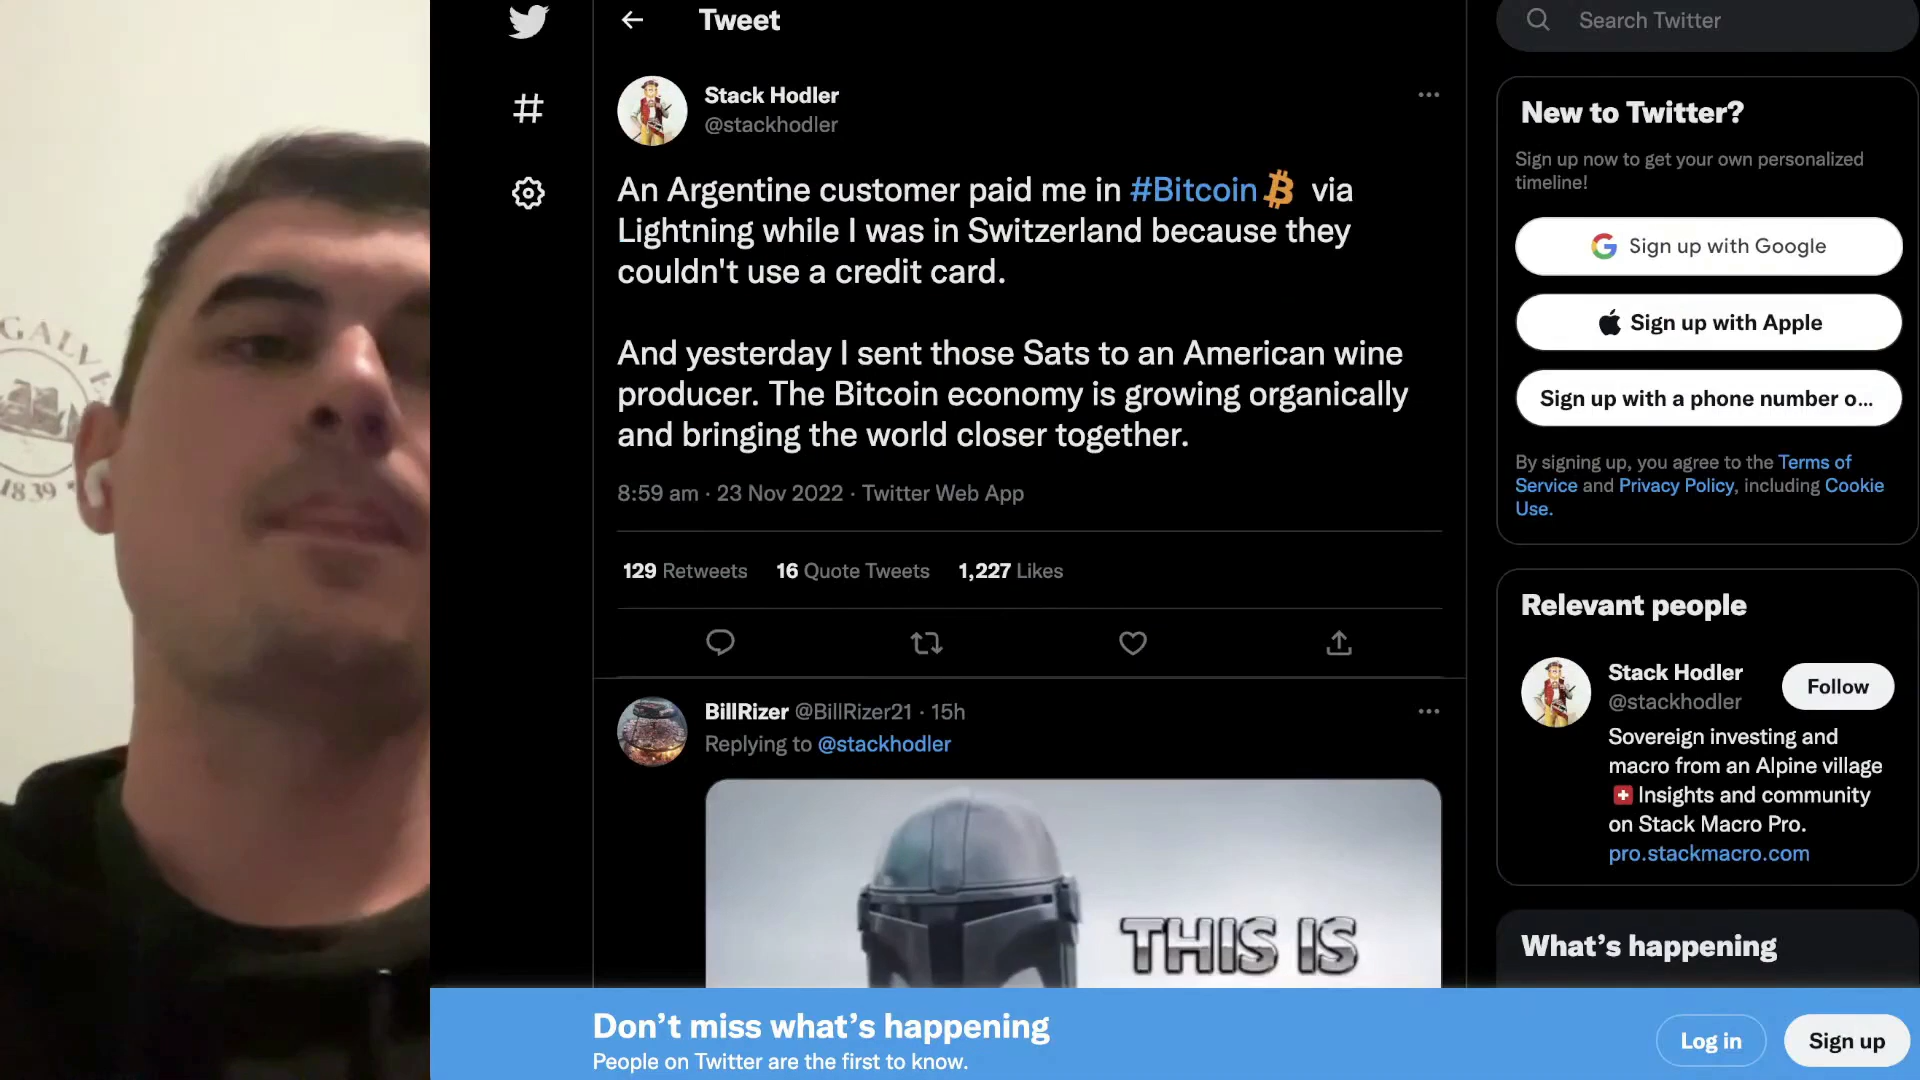 GALVE
1839
Tweet
Search Twitter
Stack Hodler
@stackhodler
An Argentine customer paid me in #Bitcoin via
Lightning while I was in Switzerland because they
couldn't use a credit card.
And yesterday I sent those Sats to an American wine
producer. The Bitcoin economy is growing organically
and bringing the world closer together.
8:59 am · 23 Nov 2022 · Twitter Web App
129 Retweets 16 Quote Tweets 1,227 Likes
BillRizer @BillRizer21 · 15h
Replying to @stackhodler
THIS IS
New to Twitter?
Sign up now to get your own personalized
timeline!
Sign up with Google
Sign up with Apple
Sign up with a phone number o...
By signing up, you agree to the Terms of
Service and Privacy Policy, including Cookie
Use.
Relevant people
Stack Hodler
@stackhodler
Follow
Sovereign investing and
macro from an Alpine village
Insights and community
on Stack Macro Pro.
pro.stackmacro.com
What's happening
Don't miss what's happening
People on Twitter are the first to know.
Log in
Sign up